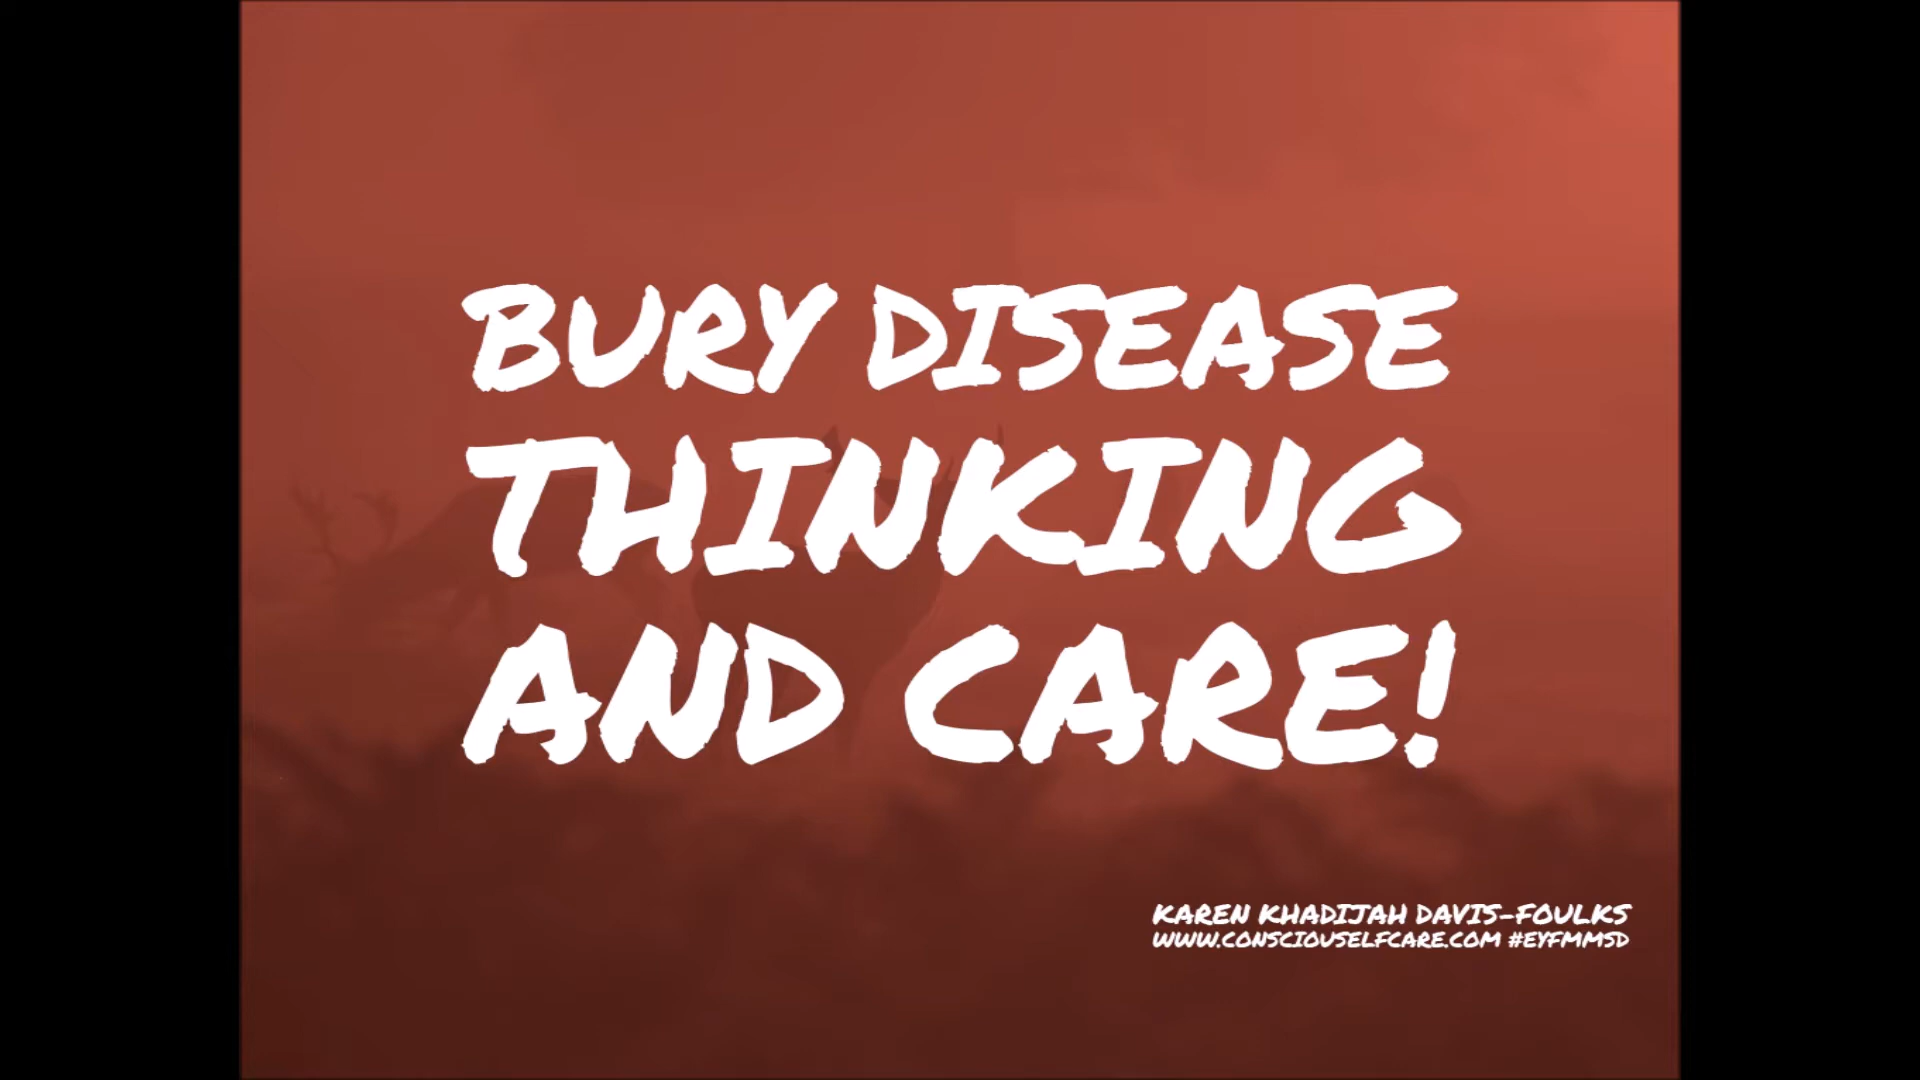 BURY DISEASE
THINKING
AND CARE!
KAREN KHADIJAH DAVIS-FOULKS
WWW.CONSCIOUSELFCARE.COM #EYFMMSD